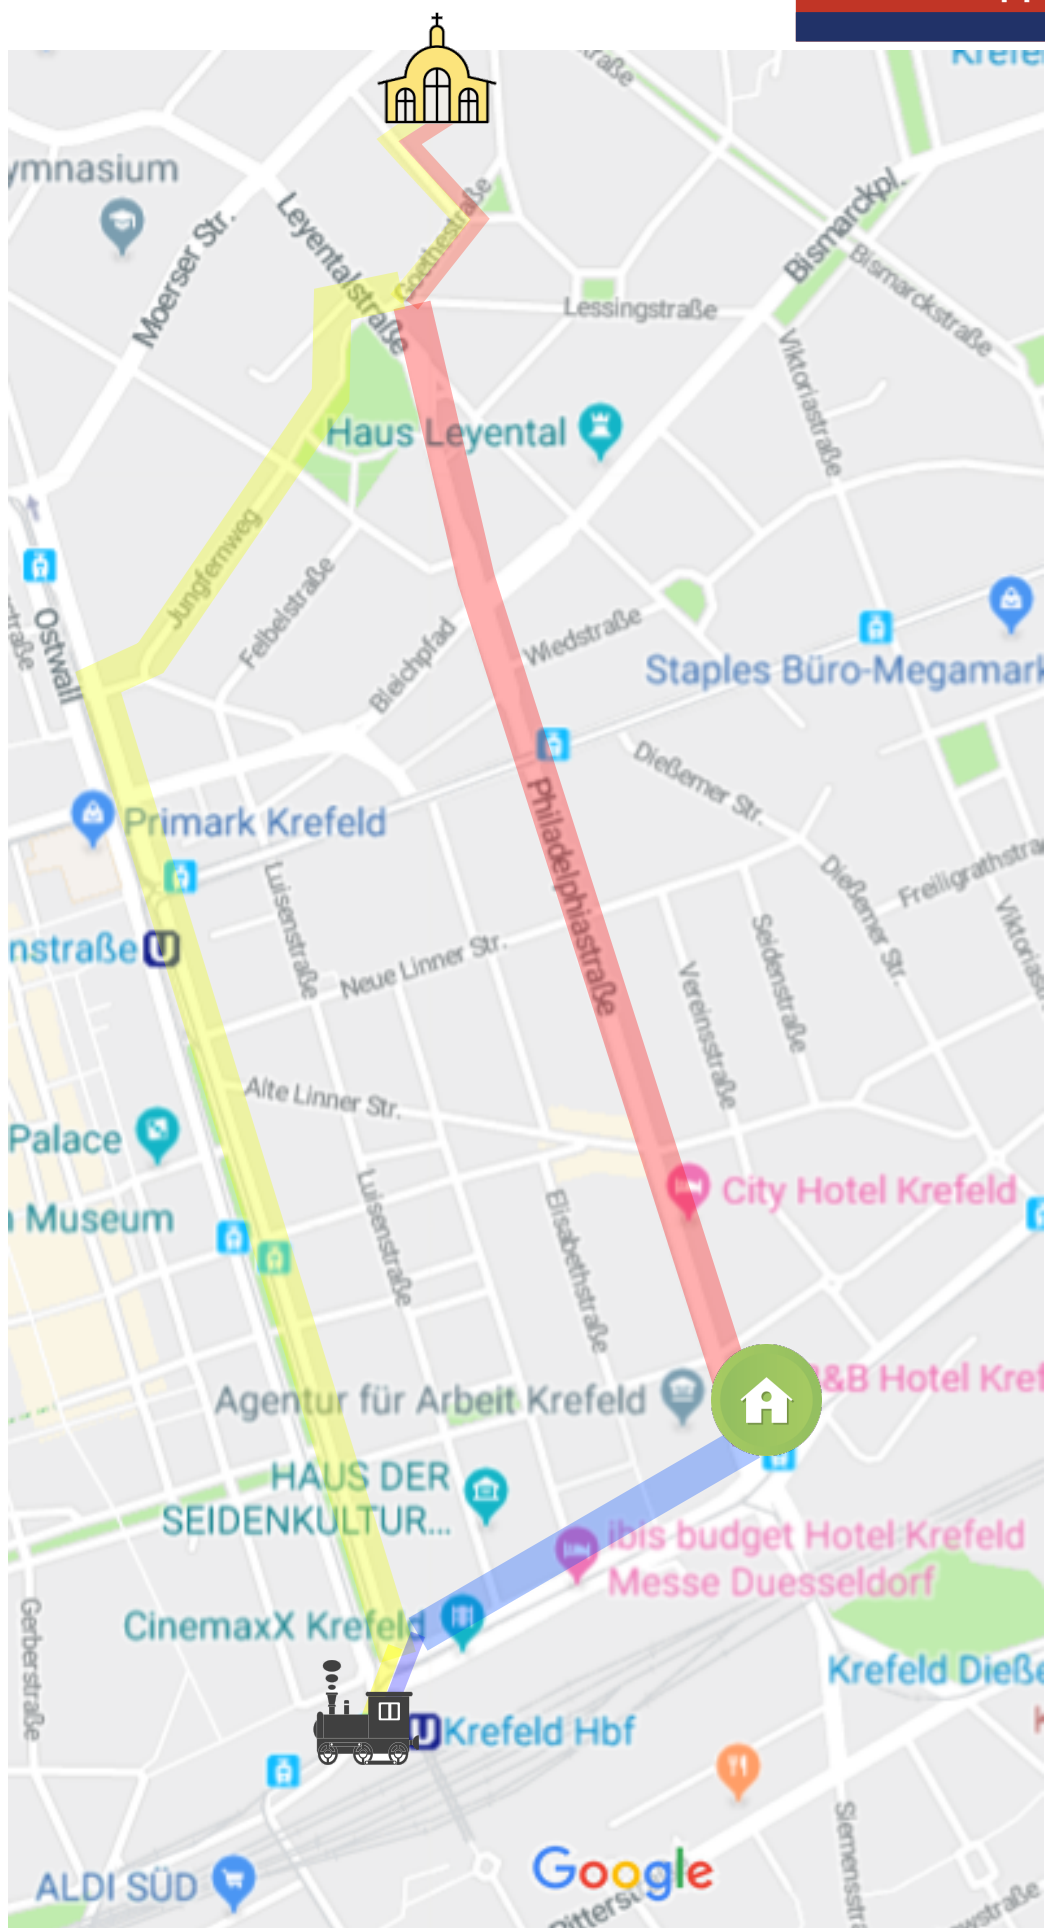 ymnasium
Moerser Str.
Leyentalstraße
Goethestraße
Lessingstraße
Bismarckpl.
Bismarckstraße
Viktoriastraße
Haus Leyental
Jungfernweg
Felbelstraße
Bleichpfad
Wiedstraße
Ostwall
Staples Büro-Megamark
Dießemer Str.
Primark Krefeld
Philadelphiastraße
Dießemer Str.
Freiligrathstra
Luisenstraße
nstraße U
Neue Linner Str.
Seidenstraße
Vereinsstraße
Alte Linner Str.
Palace
City Hotel Krefeld
Museum
Luisenstraße
Elisabethstraße
Agentur für Arbeit Krefeld
&B Hotel Kref
HAUS DER
SEIDENKULTUR...
ibis budget Hotel Krefeld
Messe Duesseldorf
CinemaxX Krefeld
Gerberstraße
Krefeld Dieße
U Krefeld Hbf
Siemensstra
Google
ALDI SÜD
Rittersu